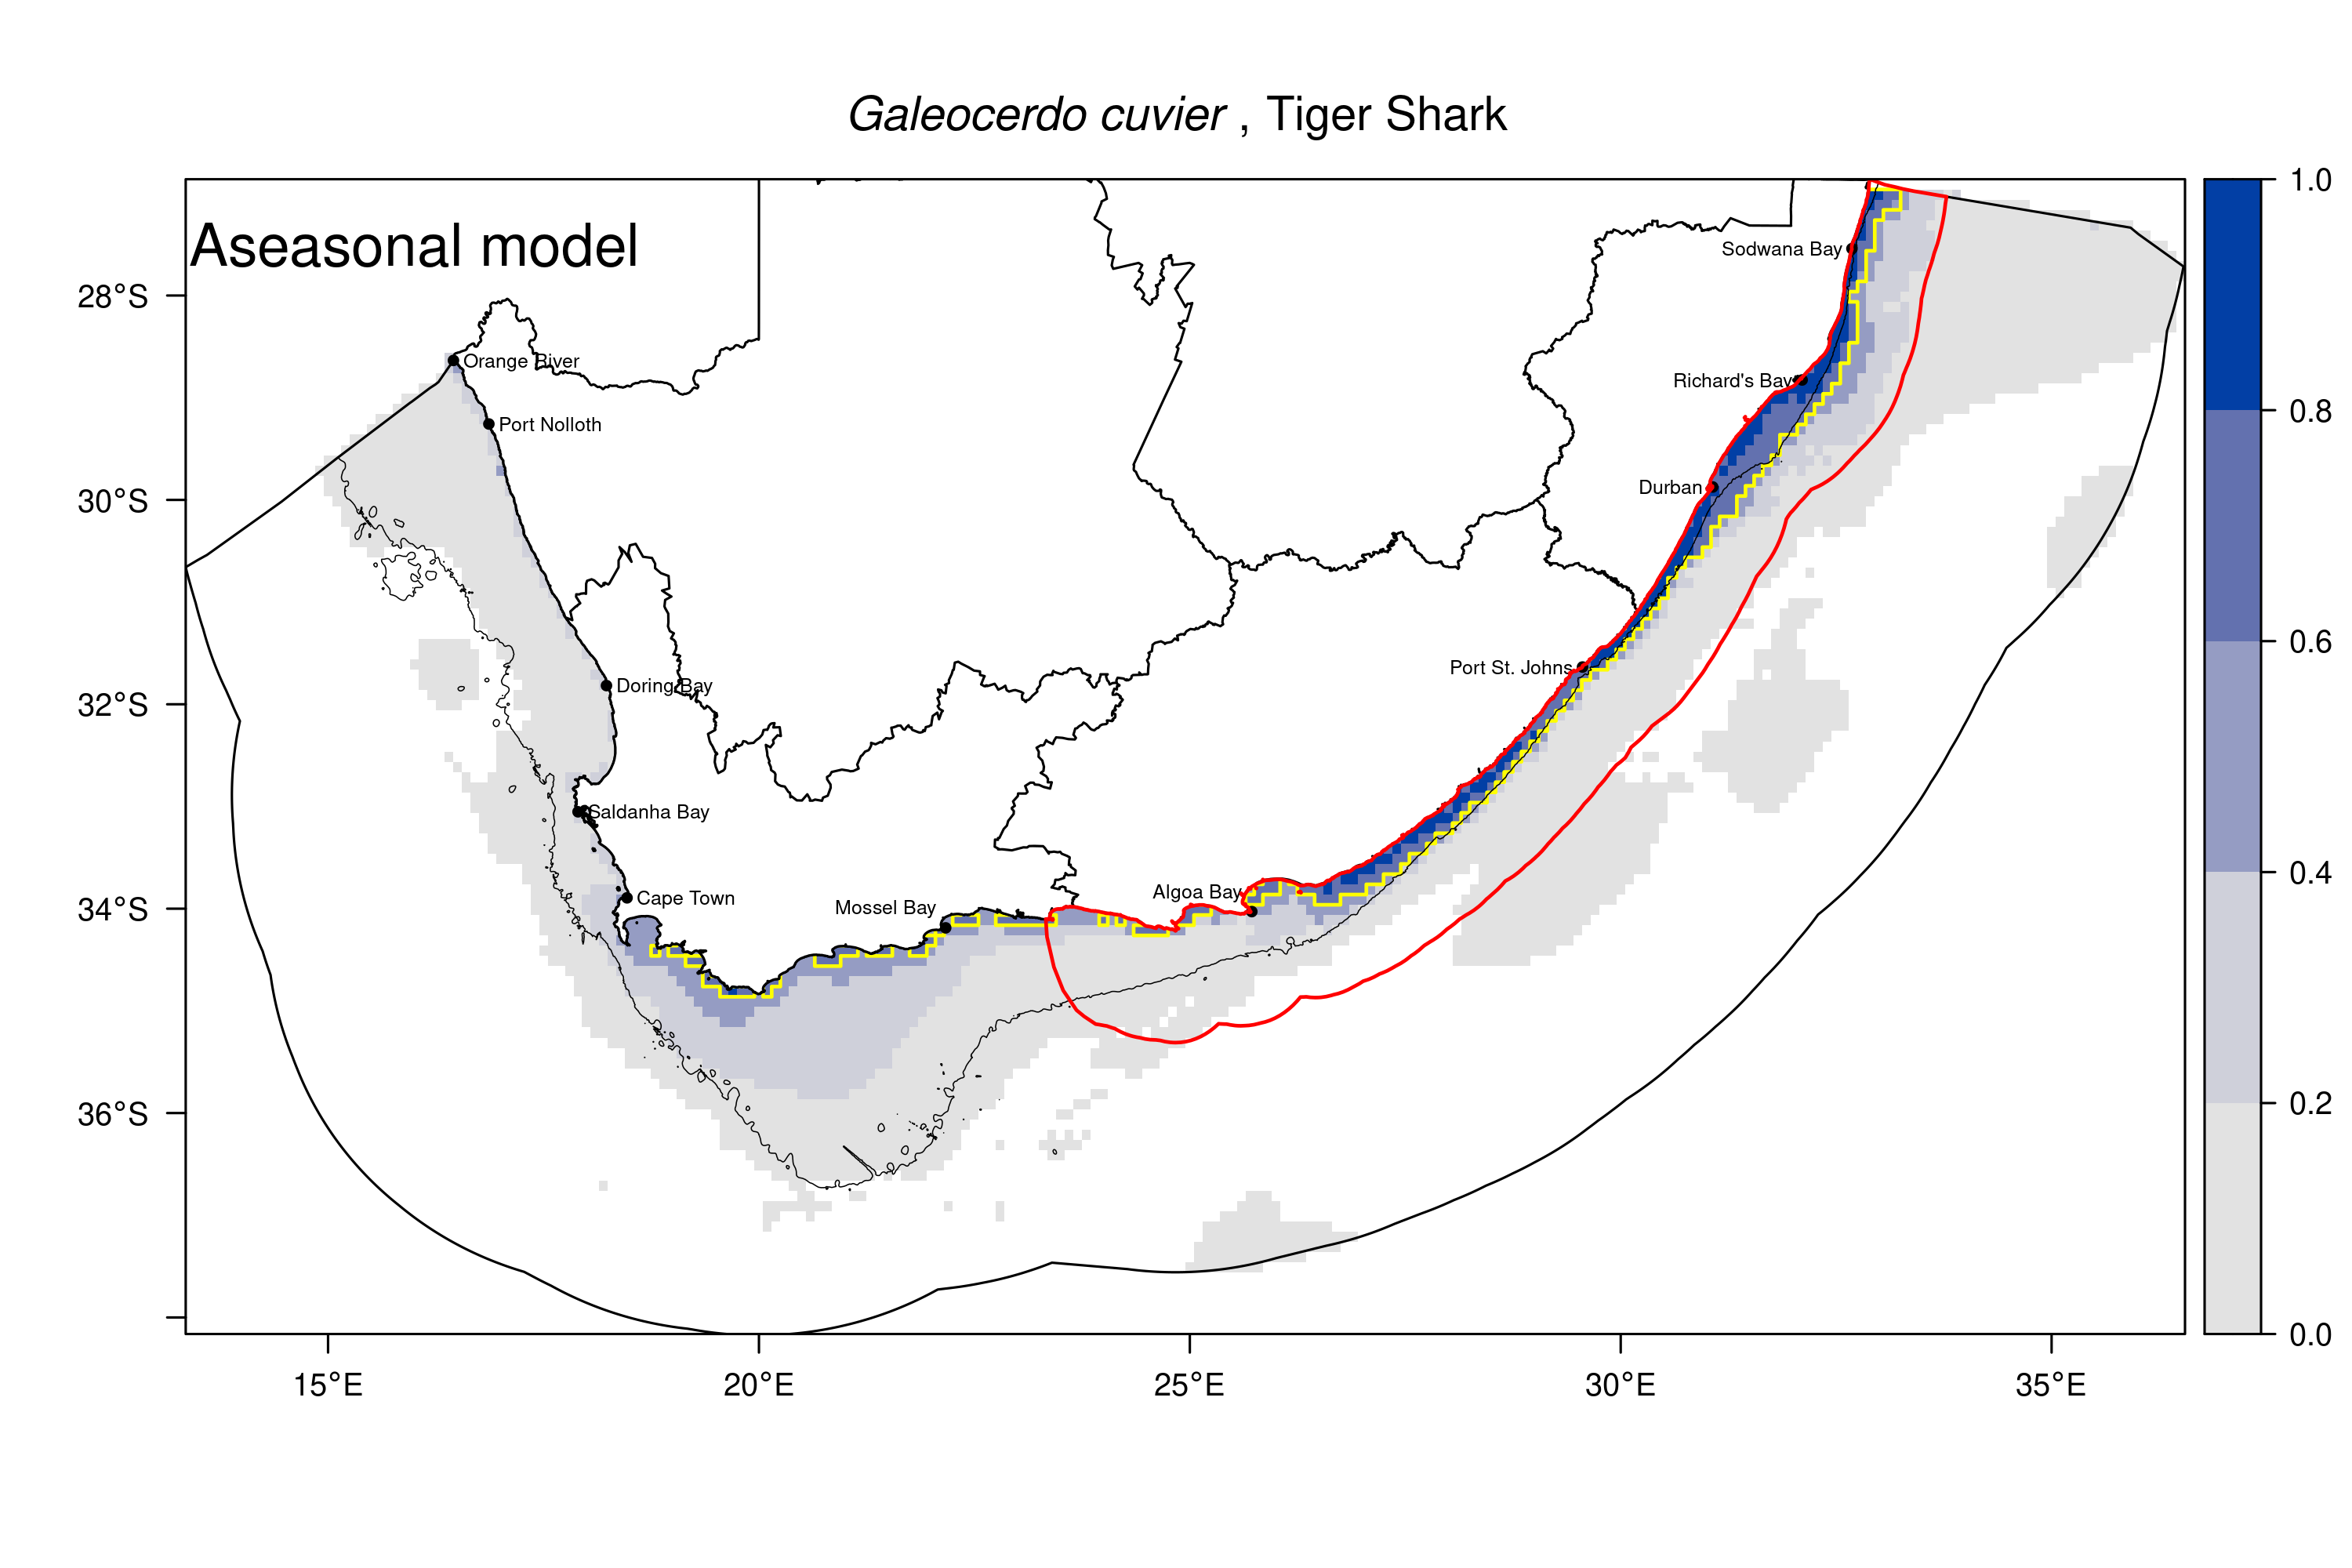 Galeocerdo cuvier , Tiger Shark
Aseasonal model
Sodwana Bay
Orange River
Richard's Bay
Port Nolloth
Durban
Port St. Johns
Doring Bay
Saldanha Bay
Cape Town
Mossel Bay
Algoa Bay
28°S
30°S
32°S
34°S
36°S
15°E
20°E
25°E
30°E
35°E
1.0
0.8
0.6
0.4
0.2
0.0